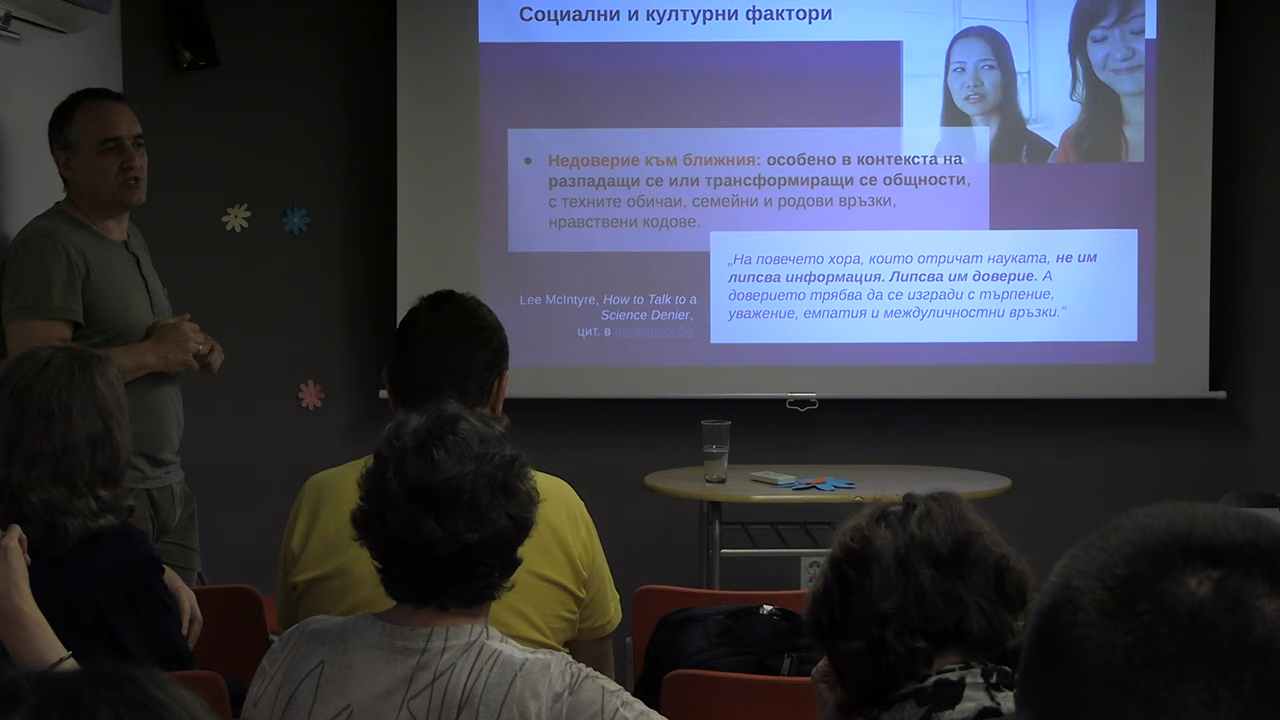 Социални и културни фактори
• Недоверие към ближния: особено в контекста на
разпадащи се или трансформиращи се общности,
с техните обичаи, семейни и родови връзки,
нравствени кодове.
„На повечето хора, които отричат науката, не им
липсва информация. Липсва им доверие. А
доверието трябва да се изгради с търпение,
уважение, емпатия и междуличностни връзки.“
Lee McIntyre, How to Talk to a
Science Denier,
цит. в mediapool.bg